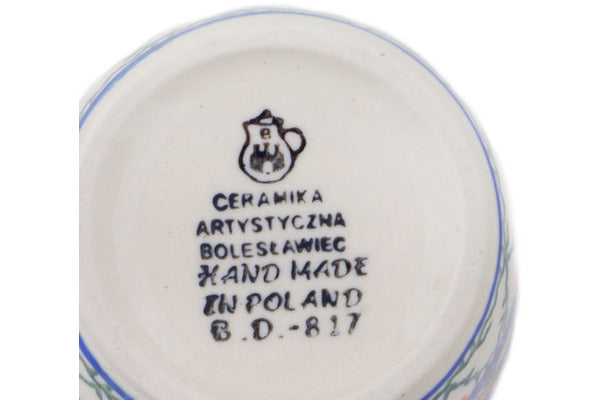 CERAMIKA
ARTYSTYCZNA
BOLESŁAWIEC
HAND MADE
IN POLAND
B.D.-817